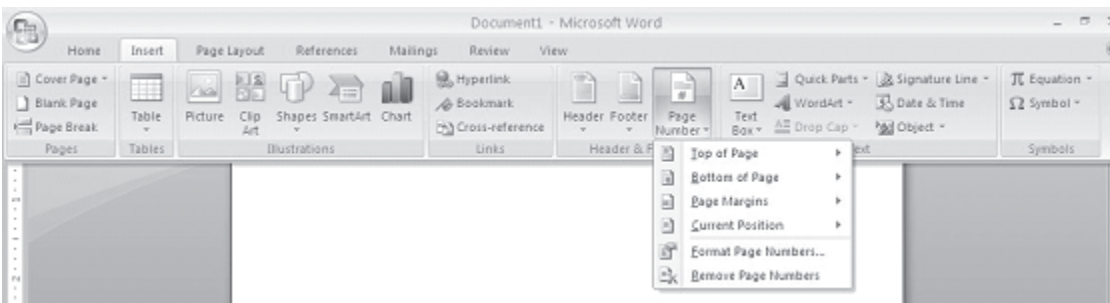 Document1 - Microsoft Word
Home Insert Page Layout References Mailings Review View
Cover Page
Blank Page
Page Break
Pages
Table
Tables
Picture
Clip
Art
Shapes
SmartArt
Chart
Illustrations
Hyperlink
Bookmark
Cross-reference
Links
Header
Footer
Page
Number
Header & F
Text
Box
Quick Parts
WordArt
Drop Cap
Signature Line
Date & Time
Object
ext
Equation
Symbol
Symbols
Top of Page
Bottom of Page
Page Margins
Current Position
Format Page Numbers...
Remove Page Numbers